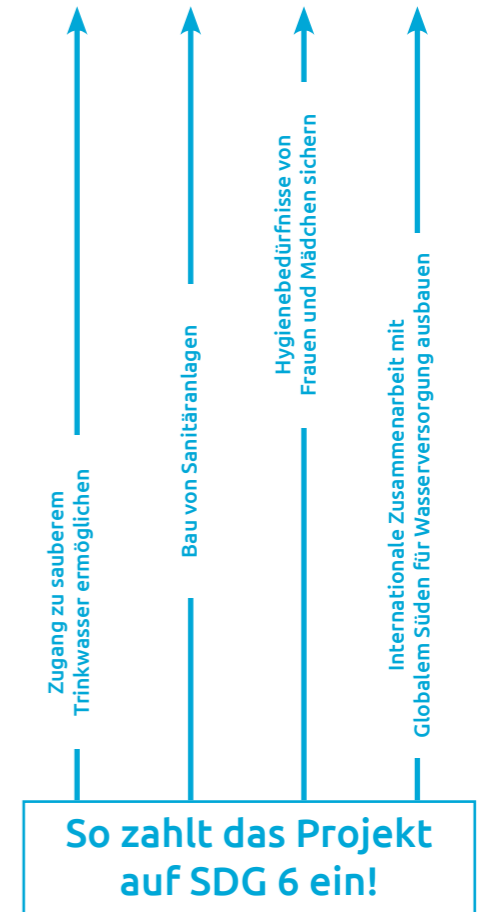 Zugang zu sauberem
Trinkwasser ermöglichen
Bau von Sanitäranlagen
Hygienebedürfnisse von
Frauen und Mädchen sichern
Internationale Zusammenarbeit mit
Globalem Süden für Wasserversorgung ausbauen
So zahlt das Projekt
auf SDG 6 ein!